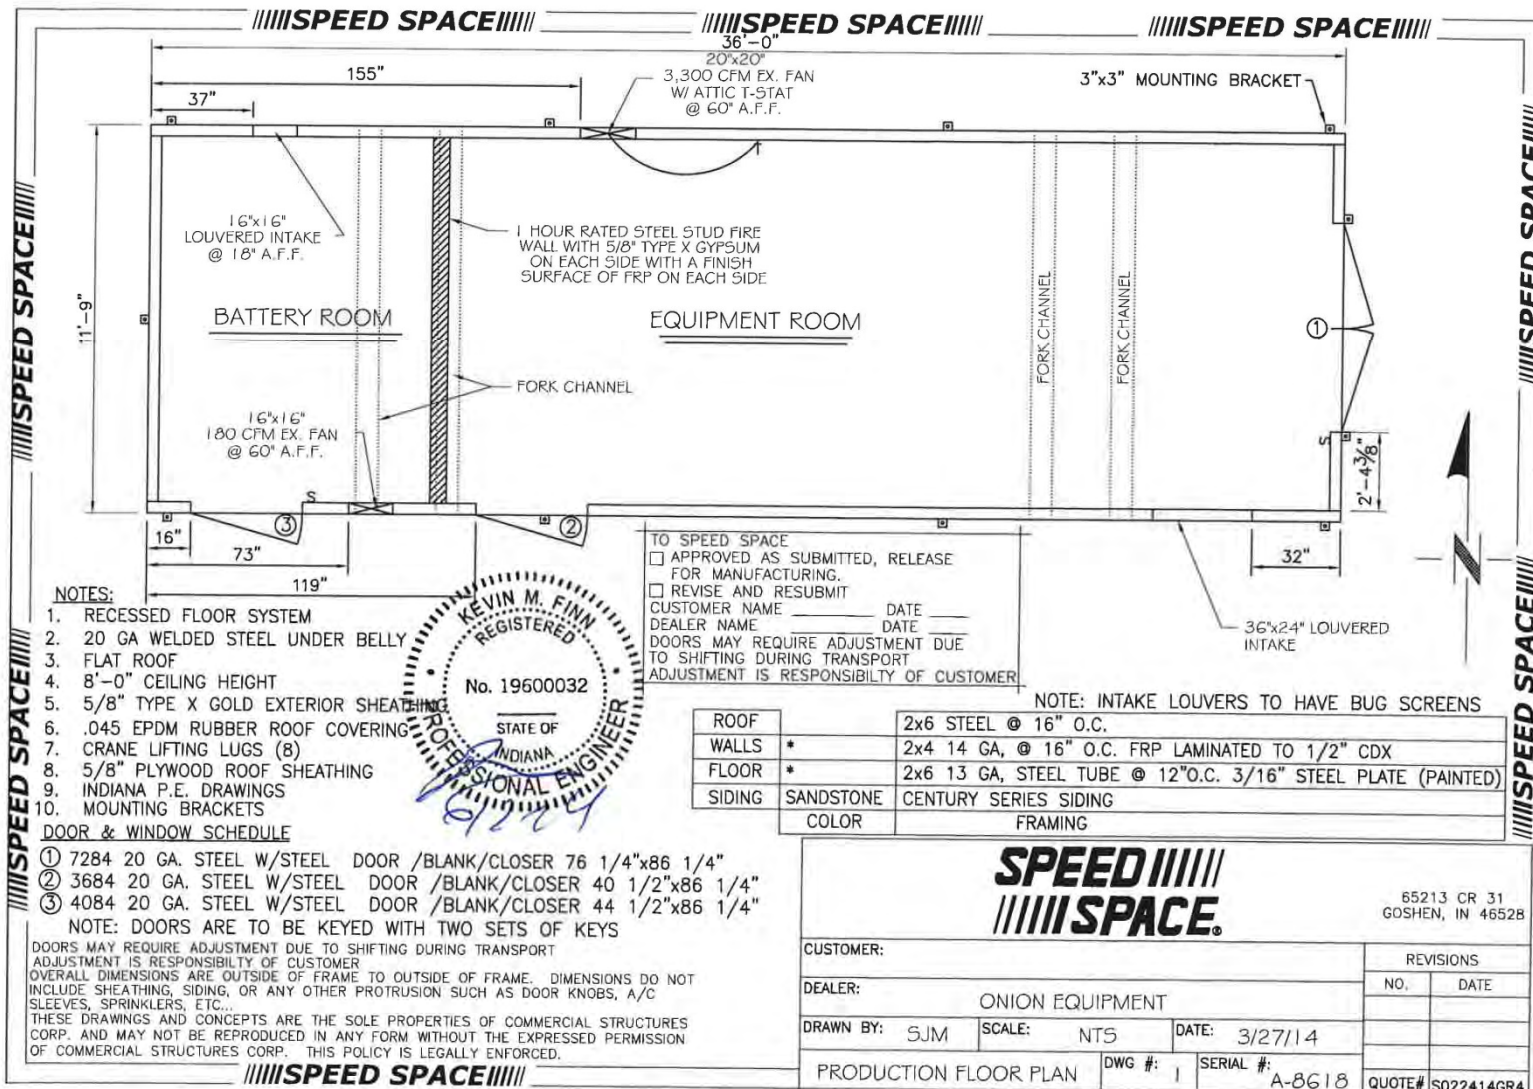 SPEED SPACE
SPEED SPACE
SPEED SPACE
36'-0"
155"
37"
20"x20"
3,300 CFM EX. FAN
W/ ATTIC T-STAT
@ 60" A.F.F.
3"x3" MOUNTING BRACKET
16"x16"
LOUVERED INTAKE
@ 18" A.F.F.
1 HOUR RATED STEEL STUD FIRE
WALL WITH 5/8" TYPE X GYPSUM
ON EACH SIDE WITH A FINISH
SURFACE OF FRP ON EACH SIDE
SPEED SPACE
SPEED SPACE
11'-9"
BATTERY ROOM
EQUIPMENT ROOM
FORK CHANNEL
FORK CHANNEL
1
FORK CHANNEL
16"x16"
180 CFM EX. FAN
@ 60" A.F.F.
S
2'-4 3/8"
S
3
2
16"
73"
119"
32"
N
36"x24" LOUVERED
INTAKE
TO SPEED SPACE
APPROVED AS SUBMITTED, RELEASE
FOR MANUFACTURING.
REVISE AND RESUBMIT
CUSTOMER NAME ________ DATE ____
DEALER NAME ________ DATE ____
DOORS MAY REQUIRE ADJUSTMENT DUE
TO SHIFTING DURING TRANSPORT
ADJUSTMENT IS RESPONSIBILTY OF CUSTOMER
NOTES:
1. RECESSED FLOOR SYSTEM
2. 20 GA WELDED STEEL UNDER BELLY
3. FLAT ROOF
4. 8'-0" CEILING HEIGHT
5. 5/8" TYPE X GOLD EXTERIOR SHEATHING
6. .045 EPDM RUBBER ROOF COVERING
7. CRANE LIFTING LUGS (8)
8. 5/8" PLYWOOD ROOF SHEATHING
9. INDIANA P.E. DRAWINGS
10. MOUNTING BRACKETS
KEVIN M. FINN
REGISTERED
No. 19600032
STATE OF
INDIANA
PROFESSIONAL ENGINEER
SPEED SPACE
SPEED SPACE
NOTE: INTAKE LOUVERS TO HAVE BUG SCREENS
ROOF 2x6 STEEL @ 16" O.C.
WALLS * 2x4 14 GA, @ 16" O.C. FRP LAMINATED TO 1/2" CDX
FLOOR * 2x6 13 GA, STEEL TUBE @ 12"O.C. 3/16" STEEL PLATE (PAINTED)
SIDING SANDSTONE CENTURY SERIES SIDING
COLOR FRAMING
DOOR & WINDOW SCHEDULE
1 7284 20 GA. STEEL W/STEEL DOOR /BLANK/CLOSER 76 1/4"x86 1/4"
2 3684 20 GA. STEEL W/STEEL DOOR /BLANK/CLOSER 40 1/2"x86 1/4"
3 4084 20 GA. STEEL W/STEEL DOOR /BLANK/CLOSER 44 1/2"x86 1/4"
NOTE: DOORS ARE TO BE KEYED WITH TWO SETS OF KEYS
DOORS MAY REQUIRE ADJUSTMENT DUE TO SHIFTING DURING TRANSPORT
ADJUSTMENT IS RESPONSIBILTY OF CUSTOMER
OVERALL DIMENSIONS ARE OUTSIDE OF FRAME TO OUTSIDE OF FRAME. DIMENSIONS DO NOT
INCLUDE SHEATHING, SIDING, OR ANY OTHER PROTRUSION SUCH AS DOOR KNOBS, A/C
SLEEVES, SPRINKLERS, ETC...
THESE DRAWINGS AND CONCEPTS ARE THE SOLE PROPERTIES OF COMMERCIAL STRUCTURES
CORP. AND MAY NOT BE REPRODUCED IN ANY FORM WITHOUT THE EXPRESSED PERMISSION
OF COMMERCIAL STRUCTURES CORP. THIS POLICY IS LEGALLY ENFORCED.
SPEED SPACE
SPEED
SPACE®
65213 CR 31
GOSHEN, IN 46528
CUSTOMER:
DEALER: ONION EQUIPMENT
DRAWN BY: SJM SCALE: NTS DATE: 3/27/14
PRODUCTION FLOOR PLAN DWG #: 1 SERIAL #: A-8618
REVISIONS
NO. DATE
QUOTE# S022414GRA